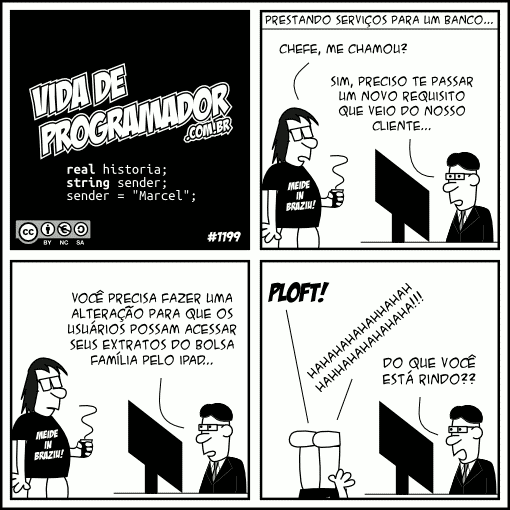 VIDA DE
PROGRAMADOR
.COM.BR
real historia;
string sender;
sender = "Marcel";
cc
BY NC SA
#1199
PRESTANDO SERVIÇOS PARA UM BANCO...
CHEFE, ME CHAMOU?
SIM, PRECISO TE PASSAR
UM NOVO REQUISITO
QUE VEIO DO NOSSO
CLIENTE...
MEIDE
IN
BRAZIU!
VOCÊ PRECISA FAZER UMA
ALTERAÇÃO PARA QUE OS
USUÁRIOS POSSAM ACESSAR
SEUS EXTRATOS DO BOLSA
FAMÍLIA PELO IPAD...
MEIDE
IN
BRAZIU!
PLOFT!
HAHAHAHAHAHHAHAH
HAHHAHAHAHAHAHA!!!
DO QUE VOCÊ
ESTÁ RINDO??